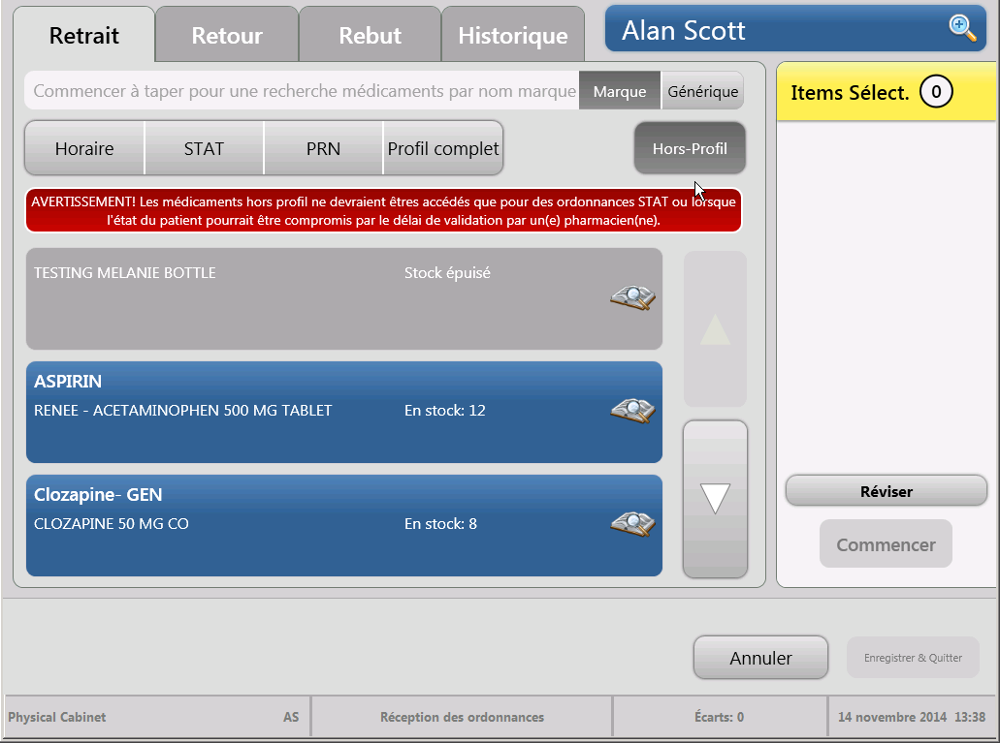 Retrait
Retour
Rebut
Historique
Alan Scott
Commencer à taper pour une recherche médicaments par nom marque
Marque
Générique
Items Sélect.
0
Horaire
STAT
PRN
Profil complet
Hors-Profil
AVERTISSEMENT! Les médicaments hors profil ne devraient êtres accédés que pour des ordonnances STAT ou lorsque
l'état du patient pourrait être compromis par le délai de validation par un(e) pharmacien(ne).
TESTING MELANIE BOTTLE
Stock épuisé
ASPIRIN
RENEE - ACETAMINOPHEN 500 MG TABLET
En stock: 12
Clozapine- GEN
CLOZAPINE 50 MG CO
En stock: 8
Réviser
Commencer
Annuler
Enregistrer & Quitter
Physical Cabinet
AS
Réception des ordonnances
Écarts: 0
14 novembre 2014 13:38